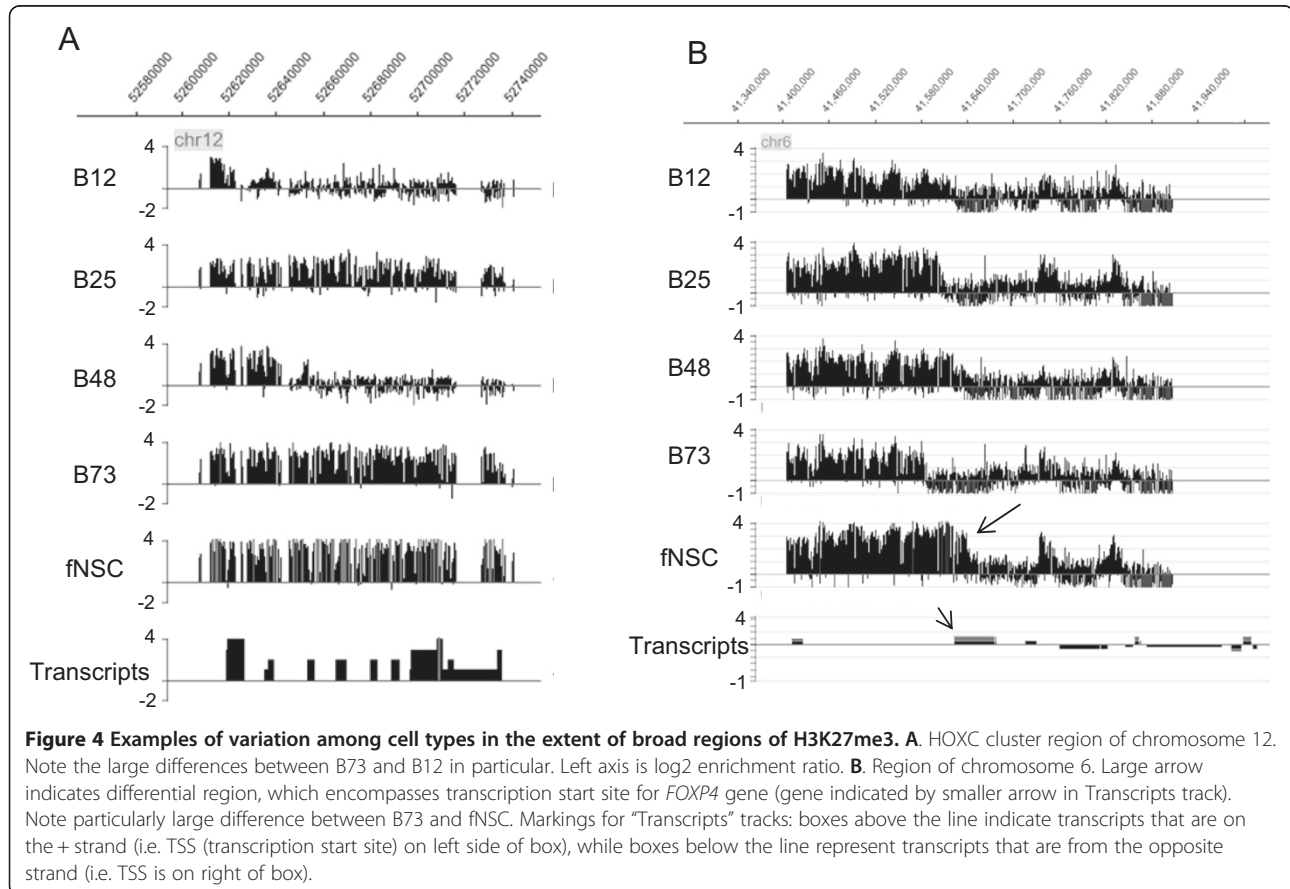 A
52580000 52600000 52620000 52640000 52660000 52680000 52700000 52720000 52740000
chr12
4
B12
-2
4
B25
-2
4
B48
-2
4
B73
-2
4
fNSC
-2
4
Transcripts
-2
B
41,340,000 41,400,000 41,460,000 41,520,000 41,580,000 41,640,000 41,700,000 41,760,000 41,820,000 41,880,000 41,940,000
chr6
4
B12
-1
4
B25
-1
4
B48
-1
4
B73
-1
4
fNSC
-1
4
Transcripts
-1
Figure 4 Examples of variation among cell types in the extent of broad regions of H3K27me3. A. HOXC cluster region of chromosome 12.
Note the large differences between B73 and B12 in particular. Left axis is log2 enrichment ratio. B. Region of chromosome 6. Large arrow
indicates differential region, which encompasses transcription start site for FOXP4 gene (gene indicated by smaller arrow in Transcripts track).
Note particularly large difference between B73 and fNSC. Markings for “Transcripts” tracks: boxes above the line indicate transcripts that are on
the + strand (i.e. TSS (transcription start site) on left side of box), while boxes below the line represent transcripts that are from the opposite
strand (i.e. TSS is on right of box).